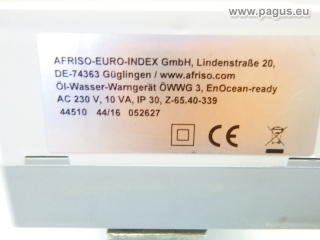 www.pagus.eu
AFRISO-EURO-INDEX GmbH, Lindenstraße 20,
DE-74363 Güglingen / www.afriso.com
Öl-Wasser-Warngerät ÖWWG 3, EnOcean-ready
AC 230 V, 10 VA, IP 30, Z-65.40-339
44510 44/16 052627
CE